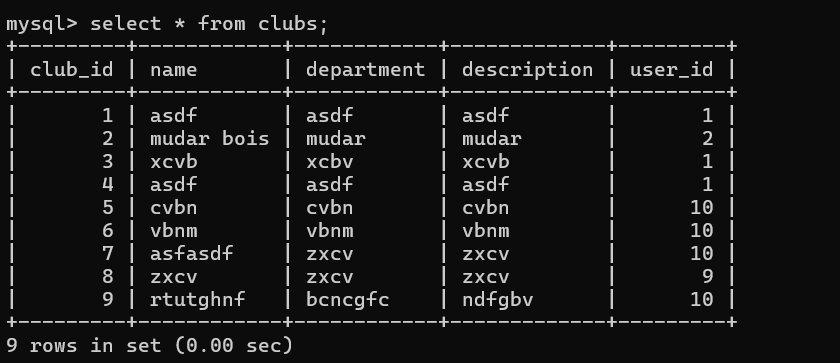 mysql> select * from clubs;
+---------+------------+------------+-------------+---------+
| club_id | name       | department | description | user_id |
+---------+------------+------------+-------------+---------+
|       1 | asdf       | asdf       | asdf        |       1 |
|       2 | mudar bois | mudar      | mudar       |       2 |
|       3 | xcvb       | xcbv       | xcvb        |       1 |
|       4 | asdf       | asdf       | asdf        |       1 |
|       5 | cvbn       | cvbn       | cvbn        |      10 |
|       6 | vbnm       | vbnm       | vbnm        |      10 |
|       7 | asfasdf    | zxcv       | zxcv        |      10 |
|       8 | zxcv       | zxcv       | zxcv        |       9 |
|       9 | rtutghnf   | bcncgfc    | ndfgbv      |      10 |
+---------+------------+------------+-------------+---------+
9 rows in set (0.00 sec)